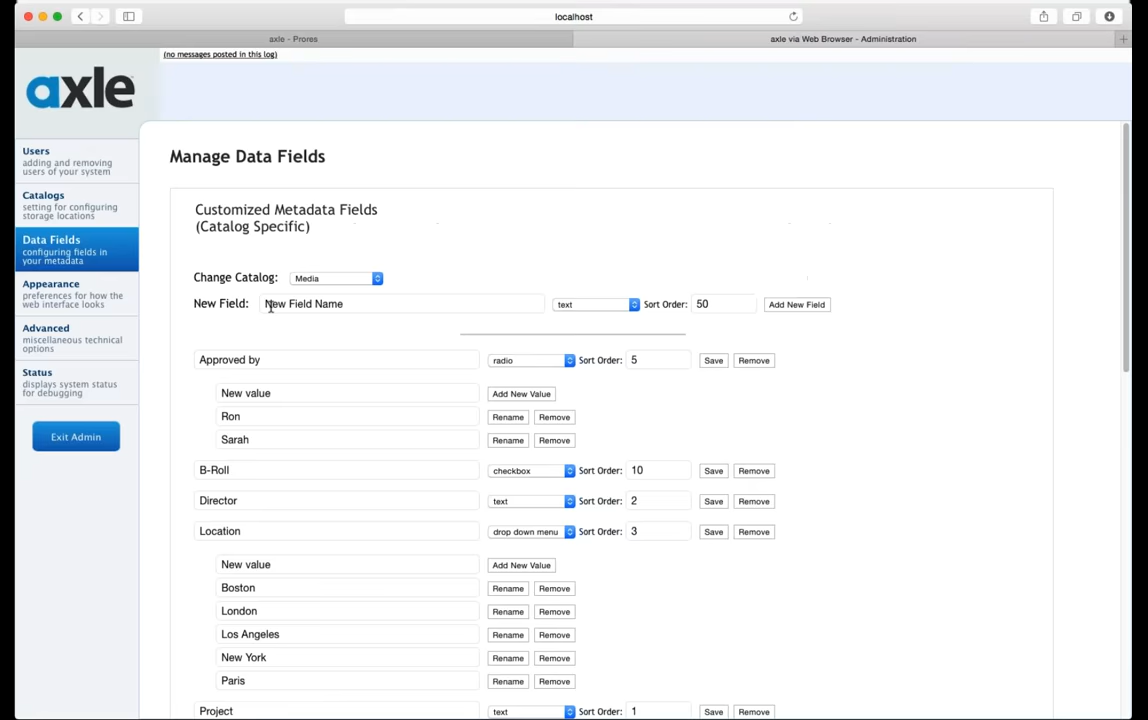 localhost
axle - Prores
axle via Web Browser - Administration
(no messages posted in this log)
axle
Users
adding and removing
users of your system
Catalogs
setting for configuring
storage locations
Data Fields
configuring fields in
your metadata
Appearance
preferences for how the
web interface looks
Advanced
miscellaneous technical
options
Status
displays system status
for debugging
Exit Admin
Manage Data Fields
Customized Metadata Fields
(Catalog Specific)
Change Catalog: Media
New Field: New Field Name text Sort Order: 50 Add New Field
Approved by radio Sort Order: 5 Save Remove
New value Add New Value
Ron Rename Remove
Sarah Rename Remove
B-Roll checkbox Sort Order: 10 Save Remove
Director text Sort Order: 2 Save Remove
Location drop down menu Sort Order: 3 Save Remove
New value Add New Value
Boston Rename Remove
London Rename Remove
Los Angeles Rename Remove
New York Rename Remove
Paris Rename Remove
Project text Sort Order: 1 Save Remove